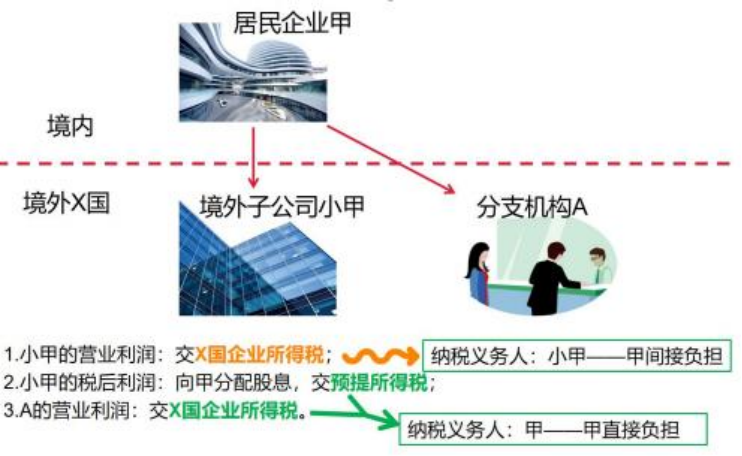 居民企业甲
境内
境外X国
境外子公司小甲
分支机构A
1.小甲的营业利润：交X国企业所得税；
纳税义务人：小甲——甲间接负担
2.小甲的税后利润：向甲分配股息，交预提所得税；
3.A的营业利润：交X国企业所得税。
纳税义务人：甲——甲直接负担